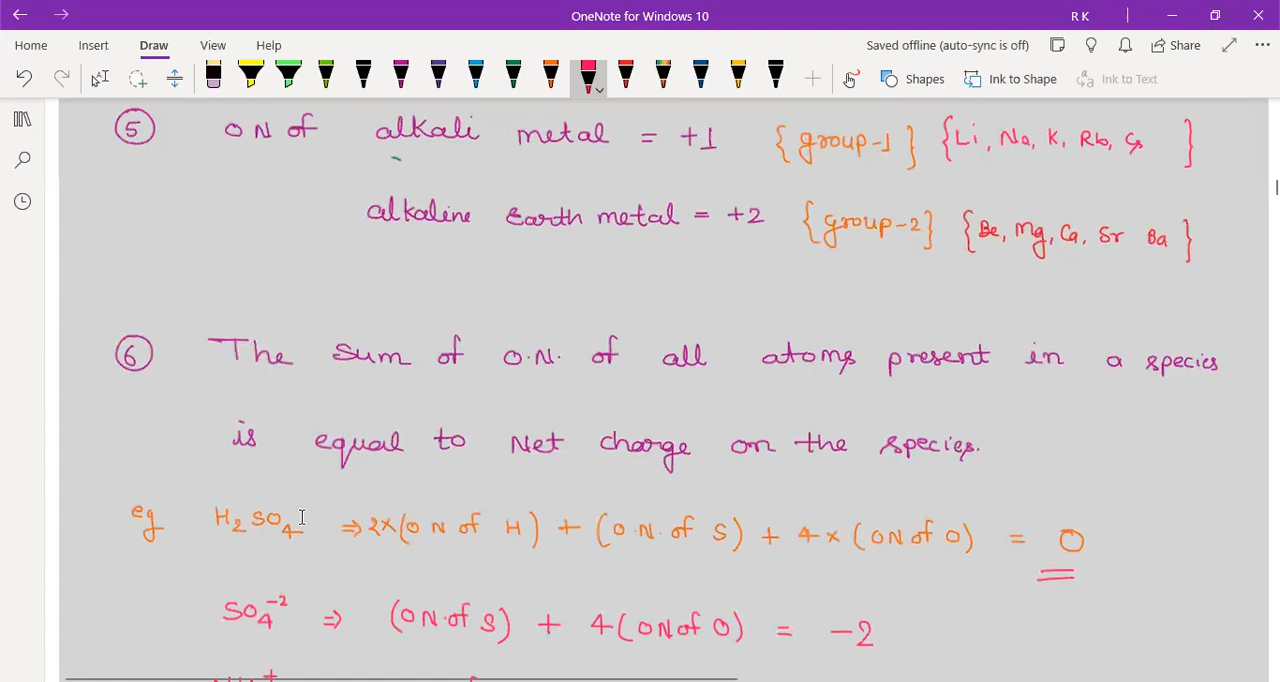 OneNote for Windows 10
R K
Home Insert Draw View Help
Saved offline (auto-sync is off) Share
Shapes Ink to Shape Ink to Text
5 O N of alkali metal = +1 {group-1} {Li, Na, K, Rb, Cs }
alkaline Earth metal = +2 {group-2} {Be, Mg, Ca, Sr Ba }
6 The sum of O.N. of all atoms present in a species
is equal to Net charge on the species.
eg H₂SO₄ ⇒ 2×(O N of H) + (O.N. of S) + 4 × (ON of O) = 0
SO₄⁻² ⇒ (O N. of S) + 4(ON of O) = -2